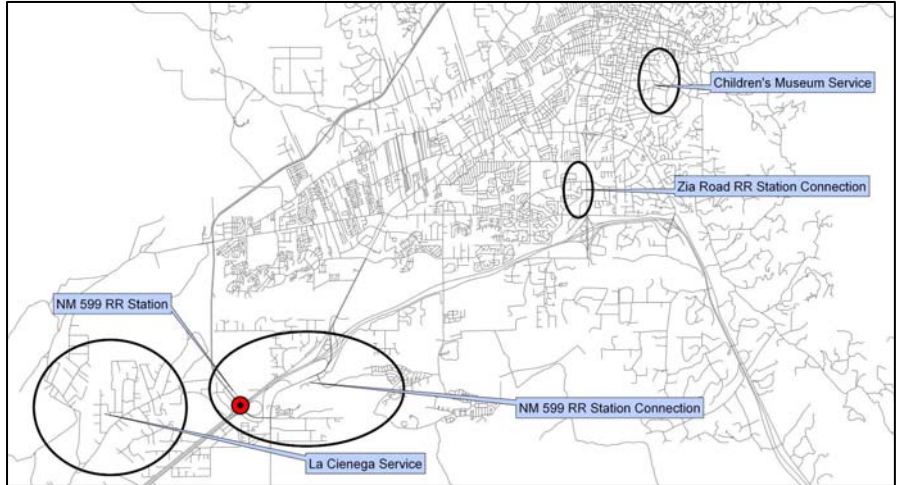 Children's Museum Service
Zia Road RR Station Connection
NM 599 RR Station
NM 599 RR Station Connection
La Cienega Service